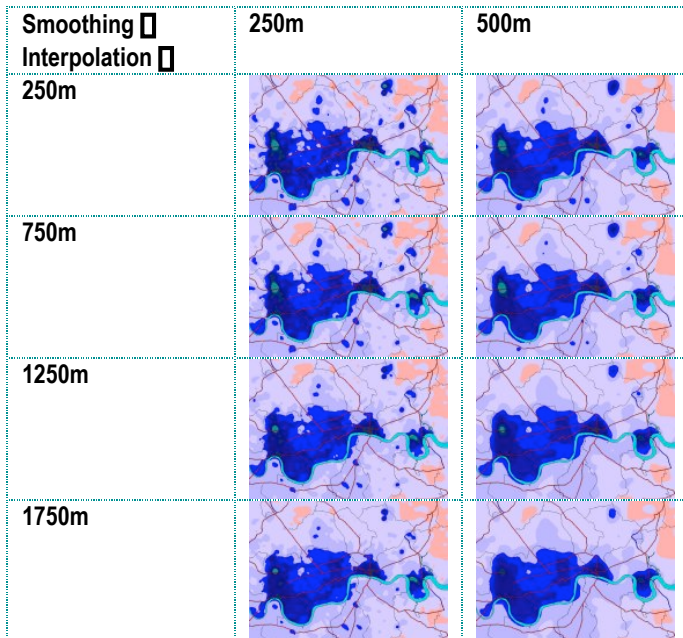 Smoothing ▯
Interpolation ▯
250m
500m
250m
750m
1250m
1750m